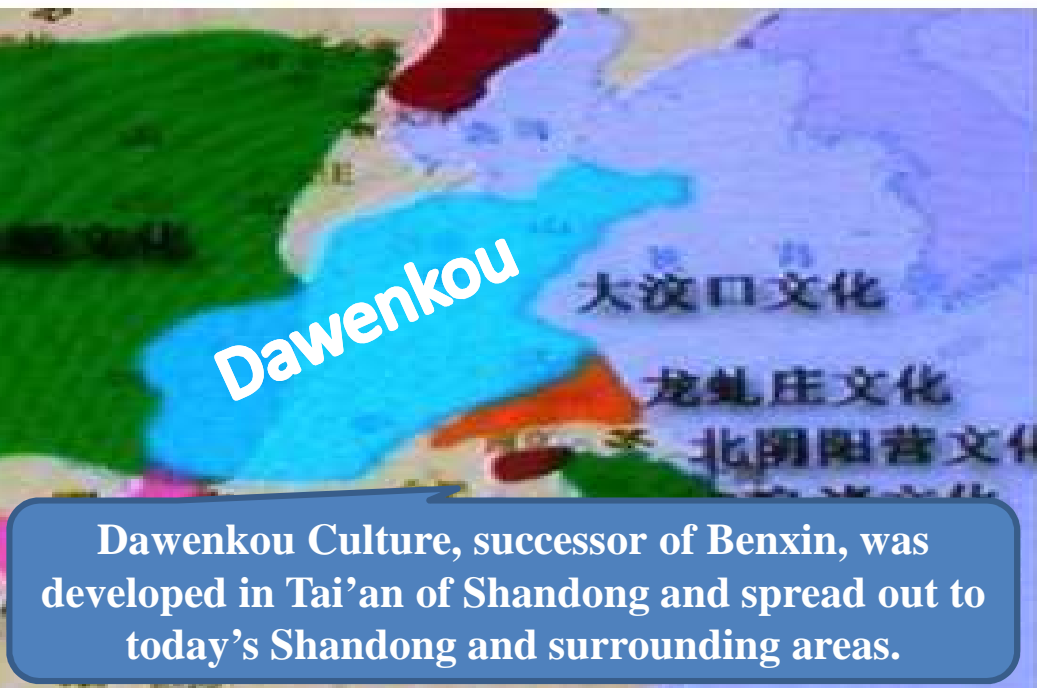 Dawenkou
大汶口文化
龙虬庄文化
北阴阳营文化
Dawenkou Culture, successor of Benxin, was
developed in Tai’an of Shandong and spread out to
today’s Shandong and surrounding areas.